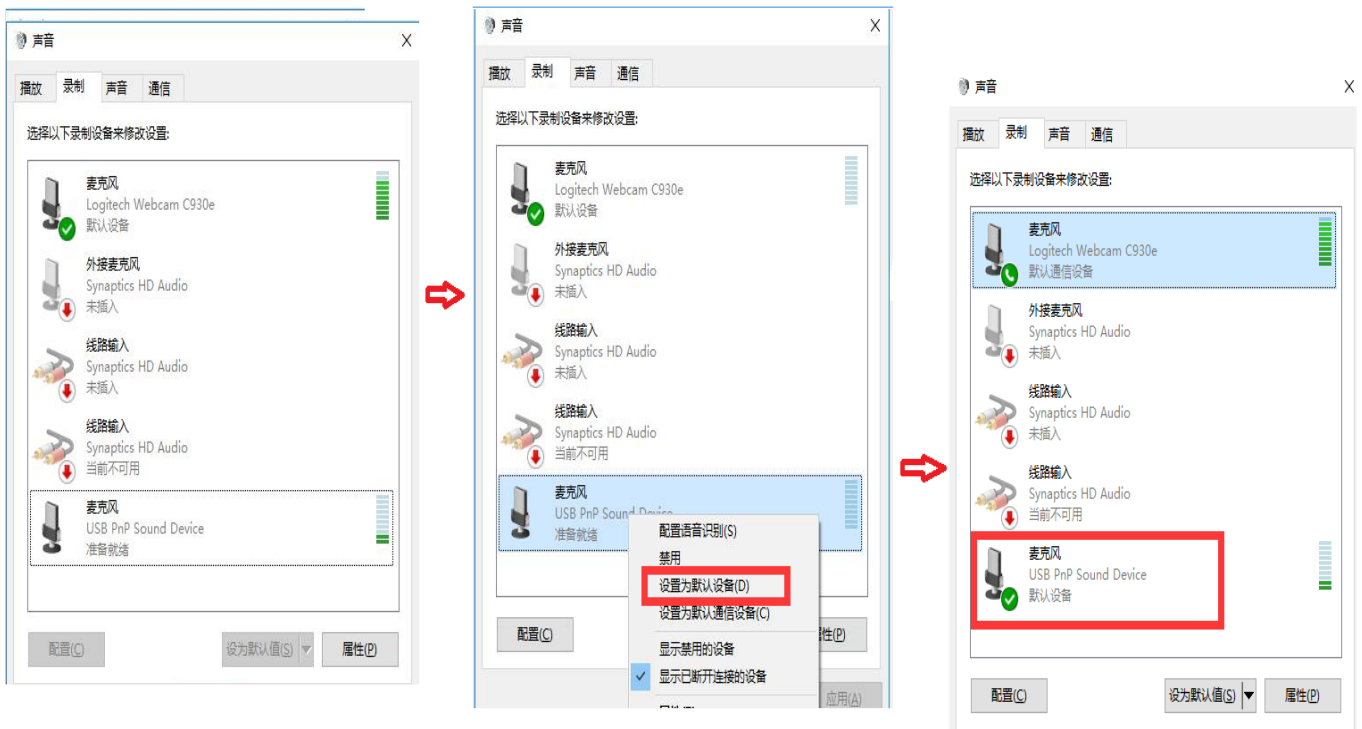 声音
X
播放 录制 声音 通信
选择以下录制设备来修改设置:
麦克风
Logitech Webcam C930e
默认设备
外接麦克风
Synaptics HD Audio
未插入
线路输入
Synaptics HD Audio
未插入
线路输入
Synaptics HD Audio
当前不可用
麦克风
USB PnP Sound Device
准备就绪
配置(C) 设为默认值(S) 属性(P)
声音
X
播放 录制 声音 通信
选择以下录制设备来修改设置:
麦克风
Logitech Webcam C930e
默认设备
外接麦克风
Synaptics HD Audio
未插入
线路输入
Synaptics HD Audio
未插入
线路输入
Synaptics HD Audio
当前不可用
麦克风
USB PnP Sound Device
准备就绪
配置语音识别(S)
禁用
设置为默认设备(D)
设置为默认通信设备(C)
显示禁用的设备
显示已断开连接的设备
配置(C) 性(P)
应用(A)
声音
X
播放 录制 声音 通信
选择以下录制设备来修改设置:
麦克风
Logitech Webcam C930e
默认通信设备
外接麦克风
Synaptics HD Audio
未插入
线路输入
Synaptics HD Audio
未插入
线路输入
Synaptics HD Audio
当前不可用
麦克风
USB PnP Sound Device
默认设备
配置(C) 设为默认值(S) 属性(P)